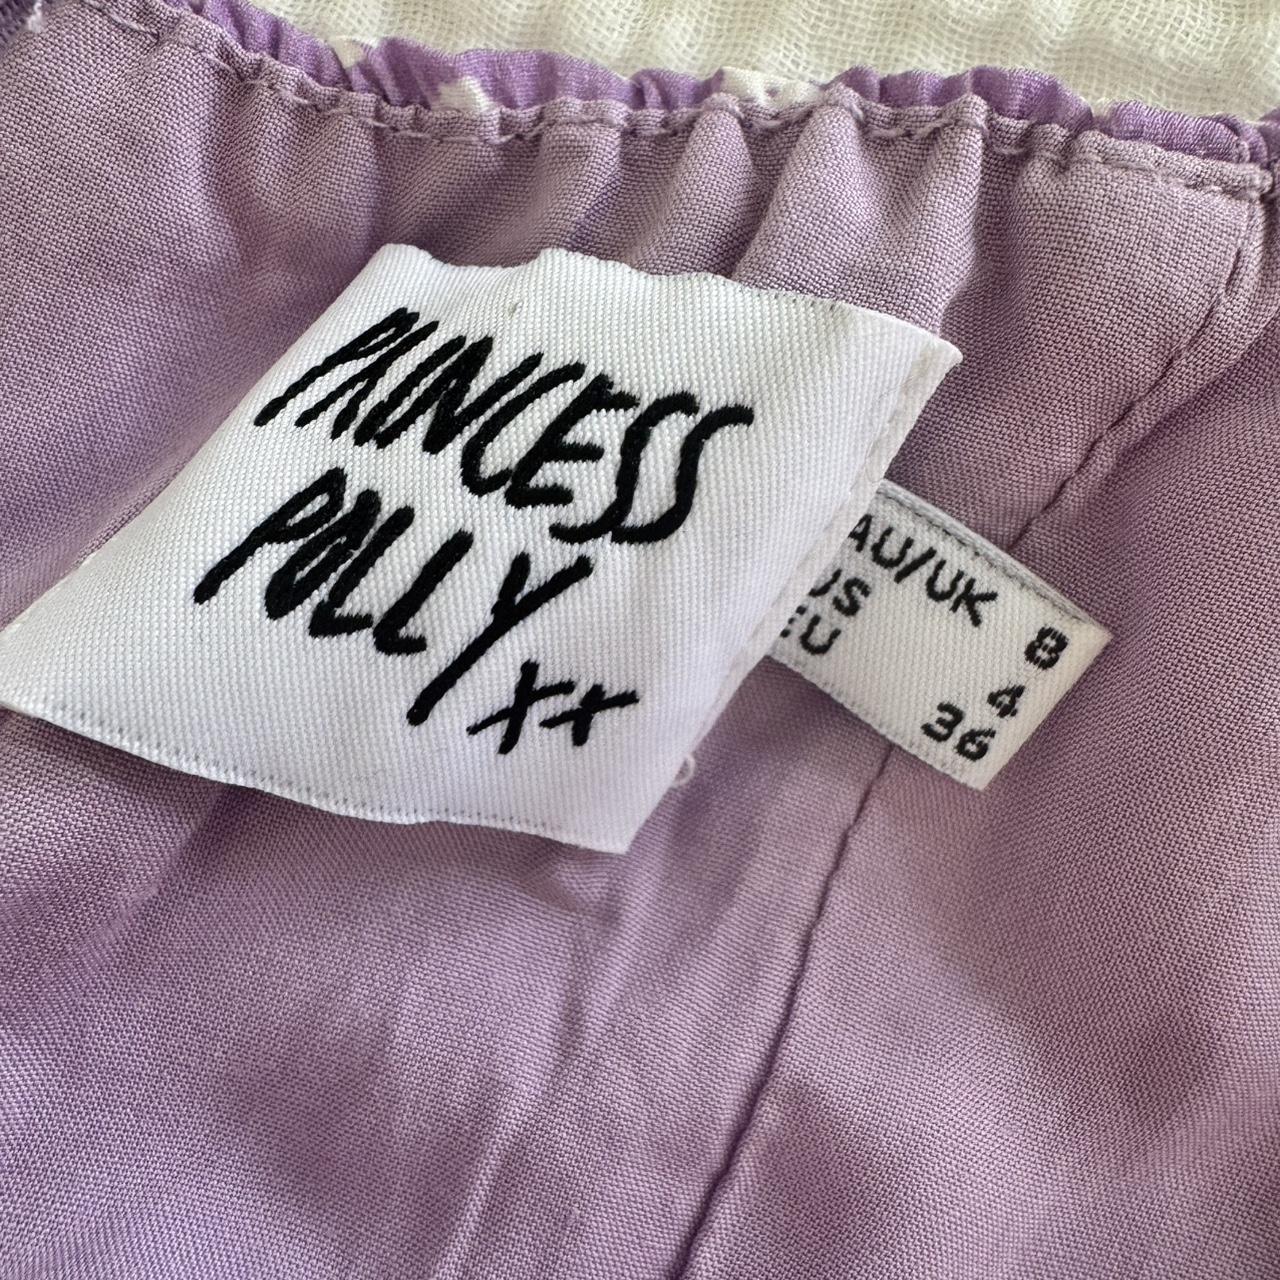 PRINCESS
POLLY
xx
AU/UK 8
US 4
EU 36